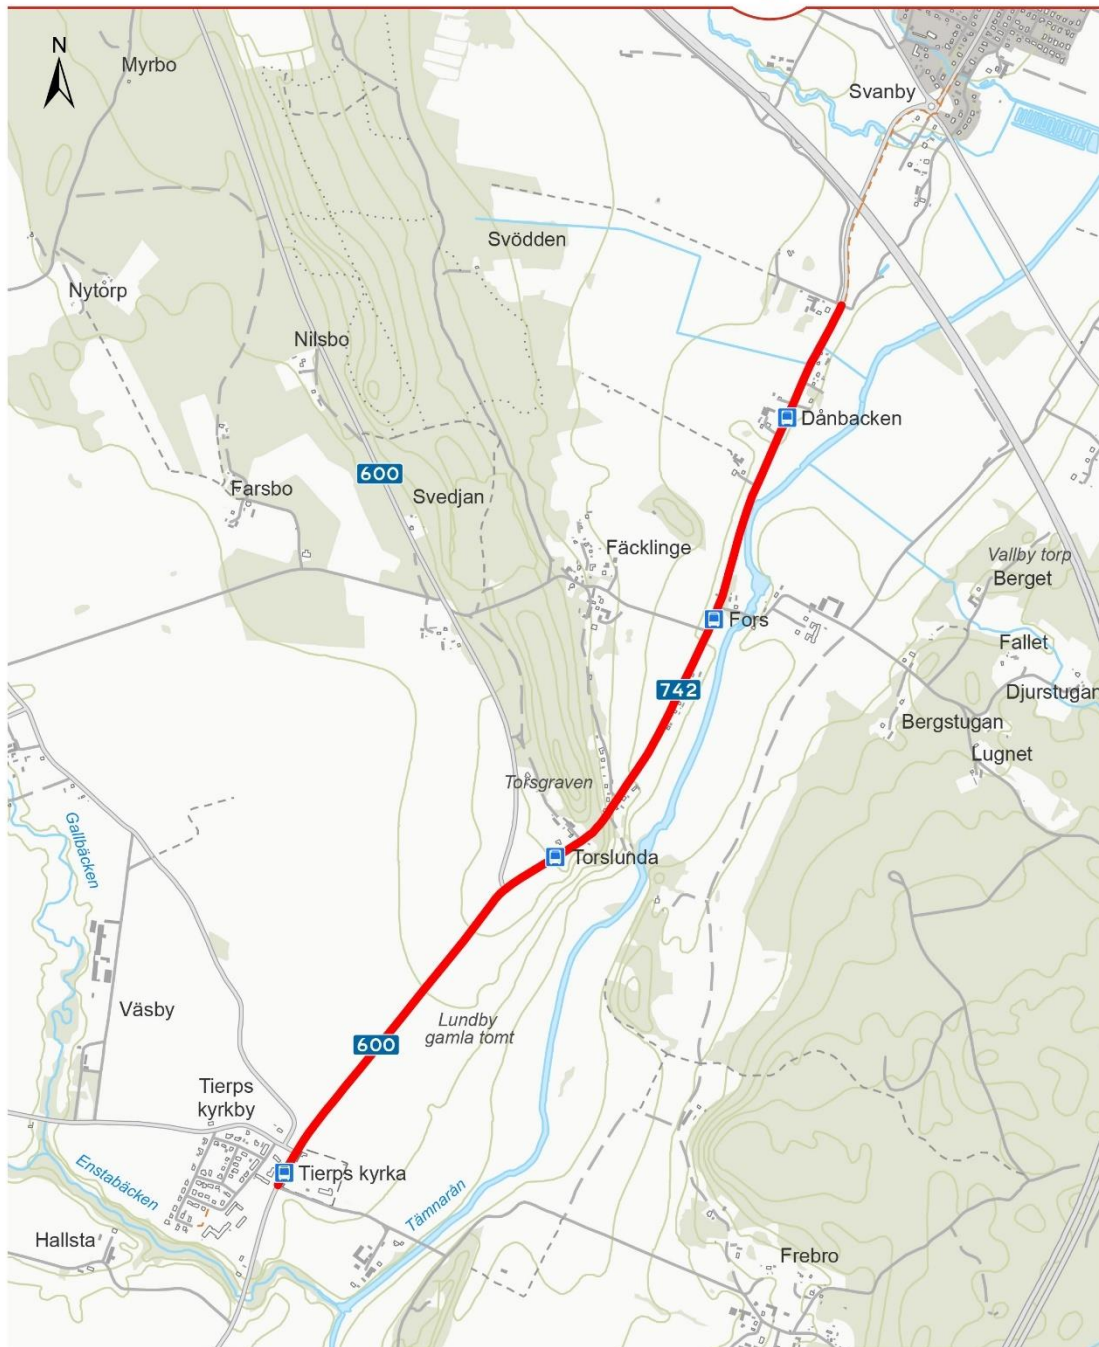 N
Myrbo
Svanby
Svödden
Nytorp
Nilsbo
Dånbacken
600
Farsbo
Svedjan
Fäcklinge
Vallby torp
Berget
Fors
Fallet
742
Djurstugan
Bergstugan
Lugnet
Torsgraven
Gallbäcken
Torslunda
Väsby
Lundby
gamla tomt
600
Tierps
kyrkby
Tierps kyrka
Enstabäcken
Tämnarån
Hallsta
Frebro